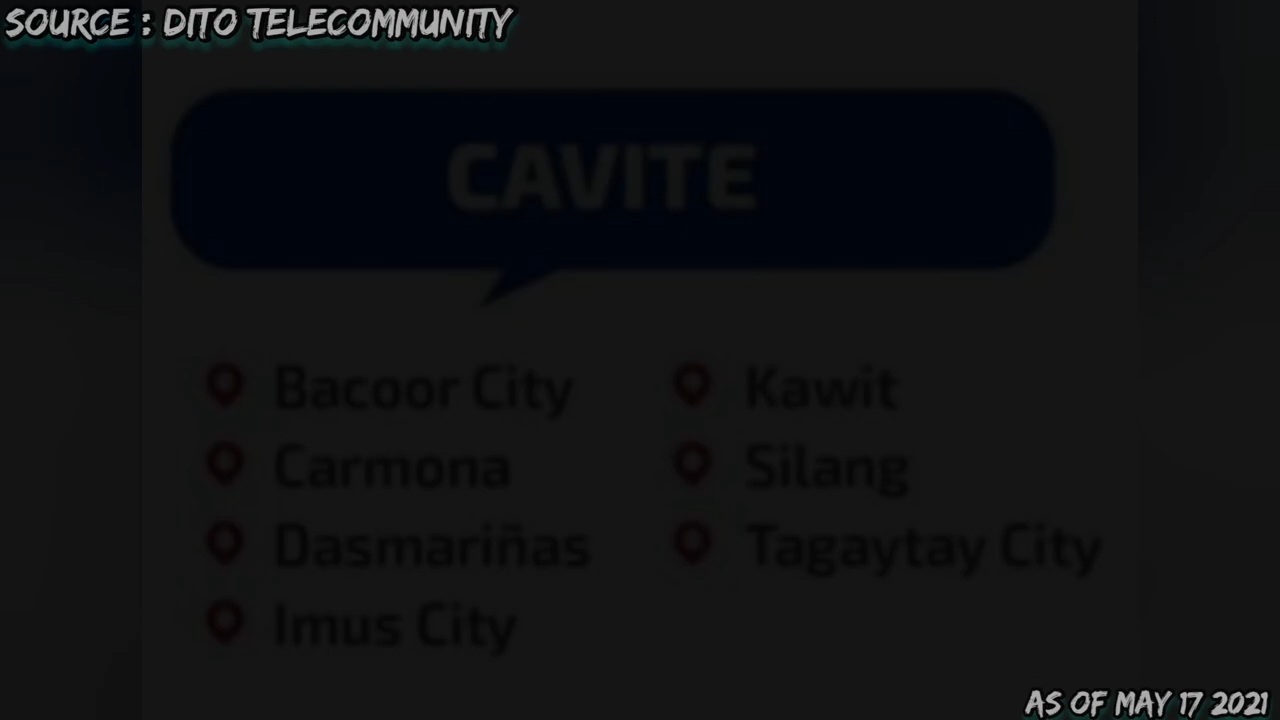 SOURCE : DITO TELECOMMUNITY
CAVITE
Bacoor City
Carmona
Dasmariñas
Imus City
Kawit
Silang
Tagaytay City
AS OF MAY 17 2021